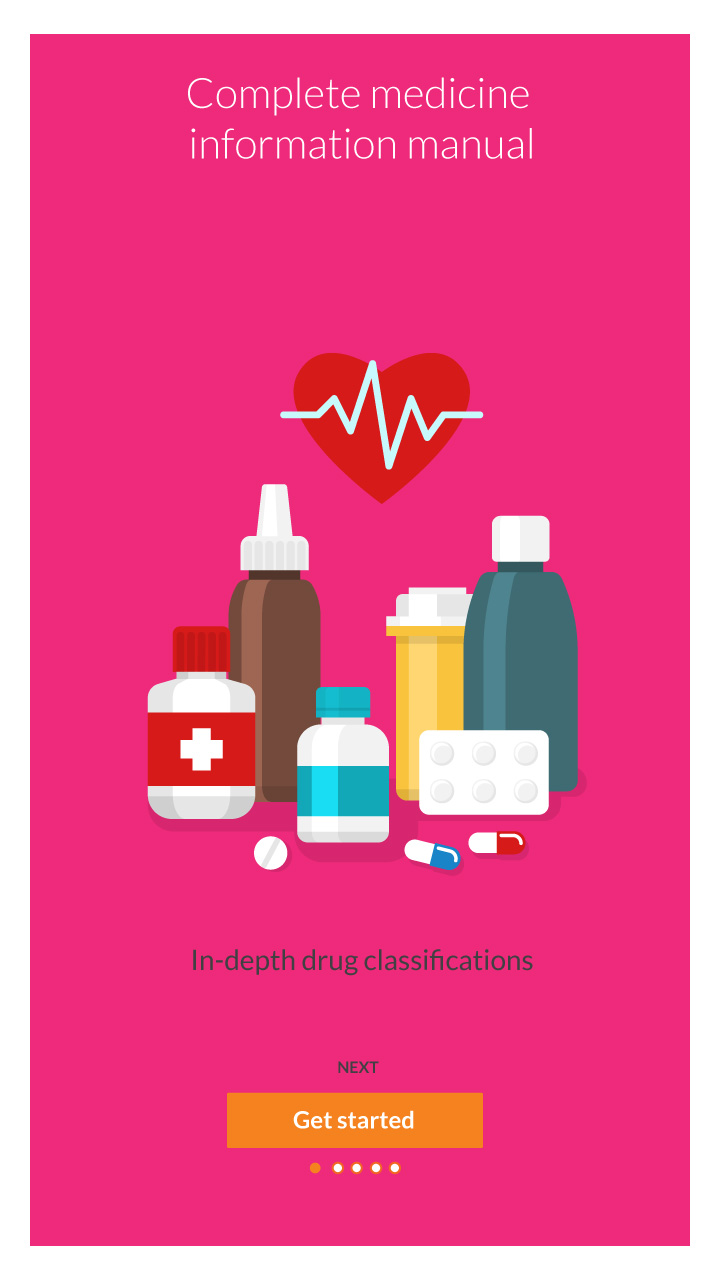 Complete medicine
information manual
In-depth drug classifications
NEXT
Get started